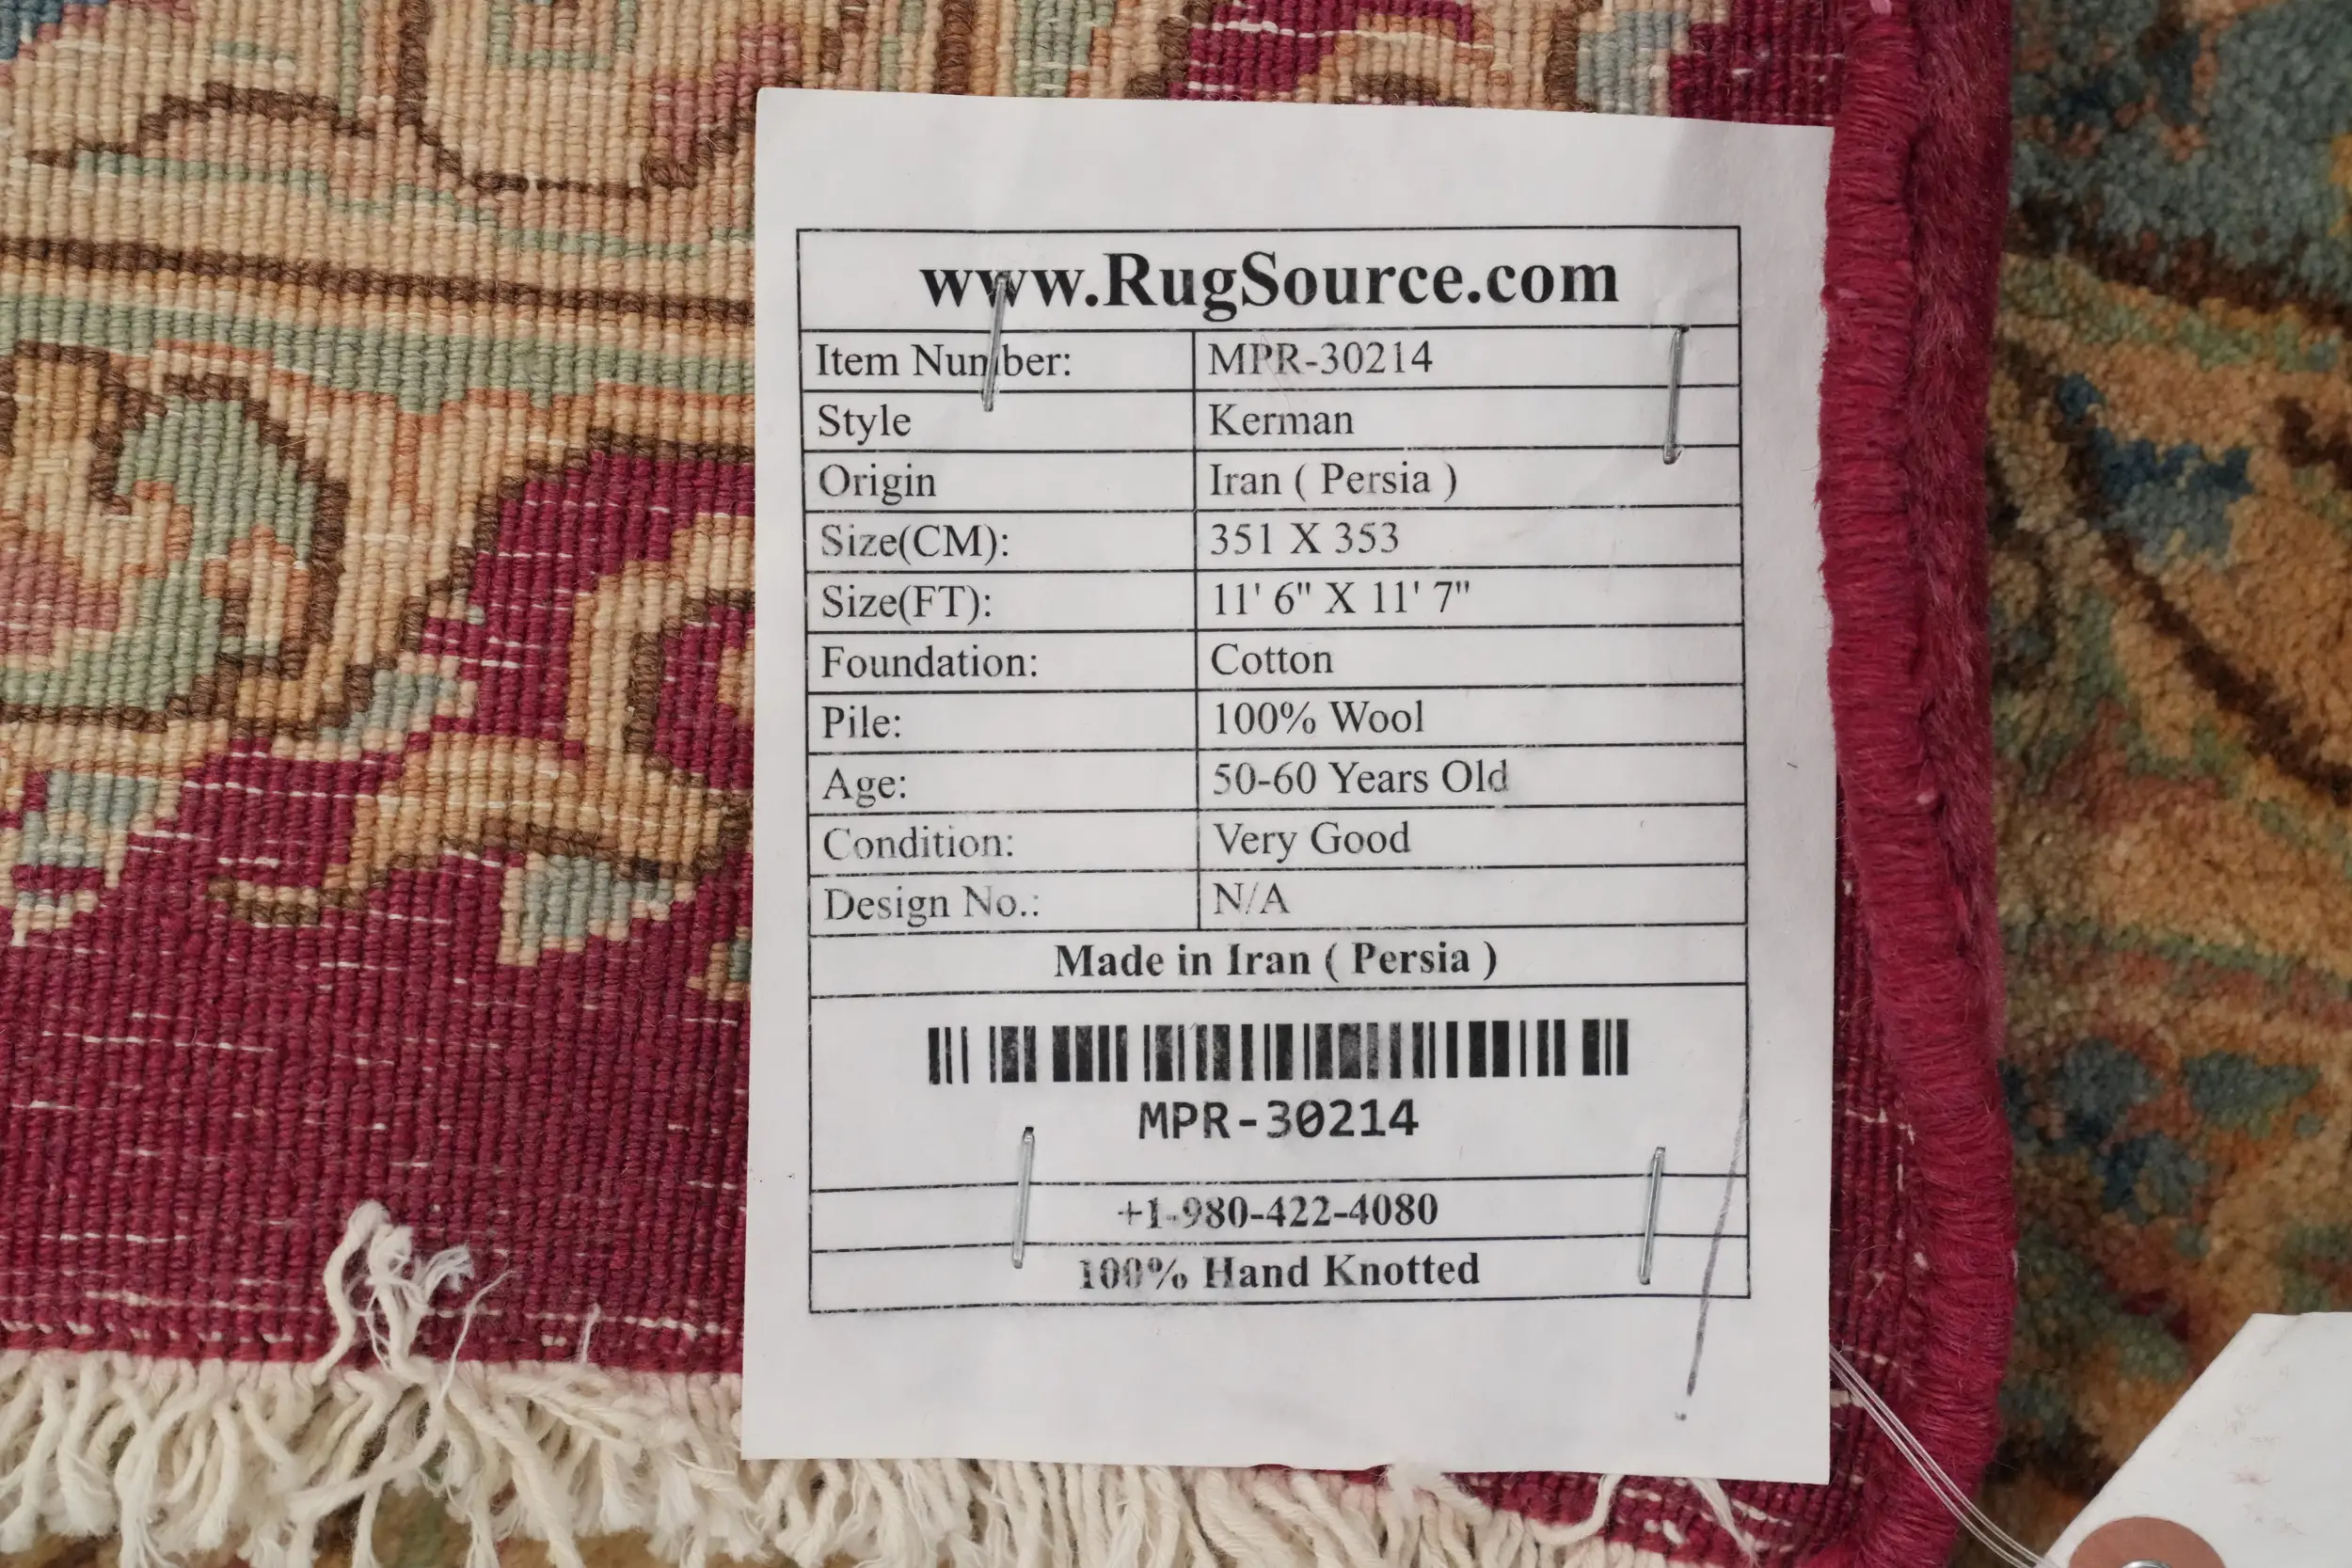 www.RugSource.com
Item Number: MPR-30214
Style Kerman
Origin Iran ( Persia )
Size(CM): 351 X 353
Size(FT): 11' 6" X 11' 7"
Foundation: Cotton
Pile: 100% Wool
Age: 50-60 Years Old
Condition: Very Good
Design No.: N/A
Made in Iran ( Persia )
MPR-30214
+1-980-422-4080
100% Hand Knotted